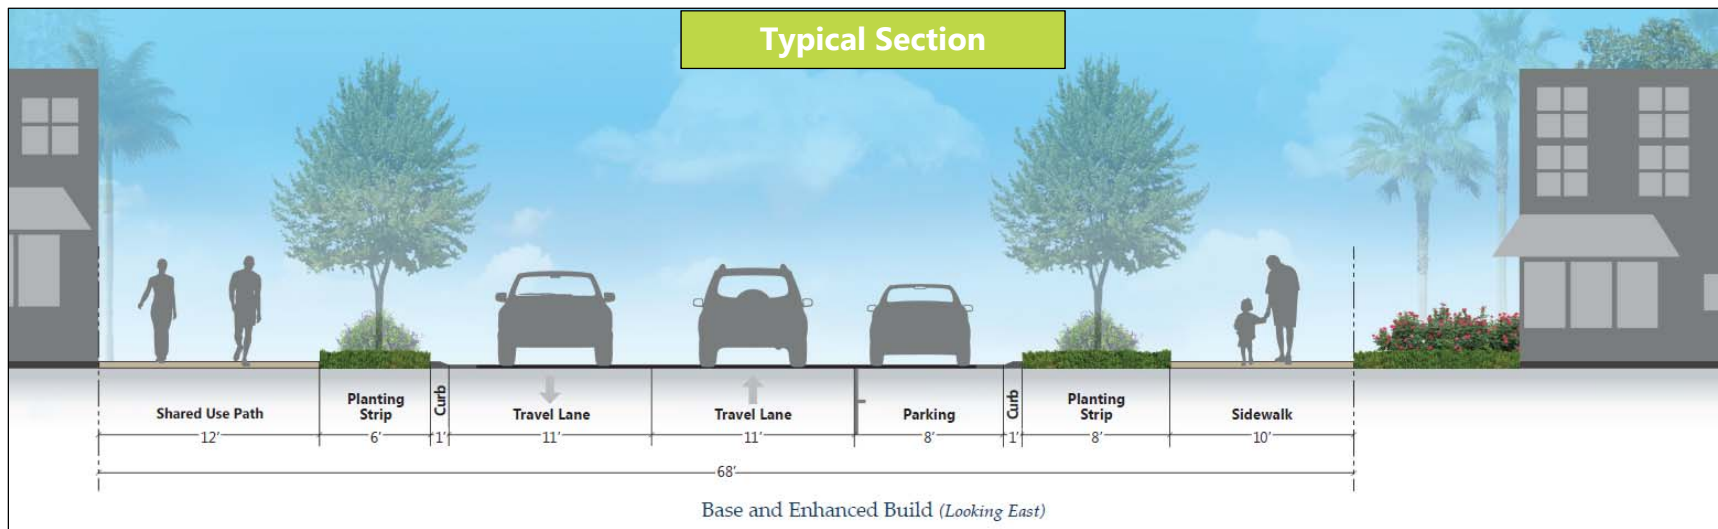 Typical Section
Shared Use Path
Planting
Strip
Curb
Travel Lane
Travel Lane
Parking
Curb
Planting
Strip
Sidewalk
12'
6'
1'
11'
11'
8'
1'
8'
10'
68'
Base and Enhanced Build (Looking East)